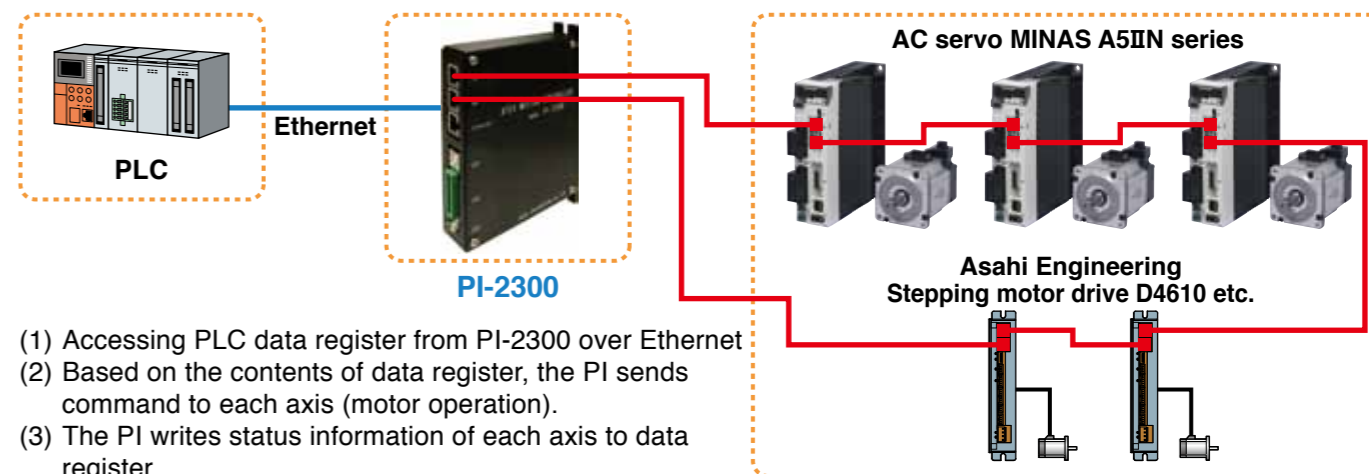 AC servo MINAS A5IIN series
Ethernet
PLC
PI-2300
Asahi Engineering
Stepping motor drive D4610 etc.
(1) Accessing PLC data register from PI-2300 over Ethernet
(2) Based on the contents of data register, the PI sends
command to each axis (motor operation).
(3) The PI writes status information of each axis to data
register